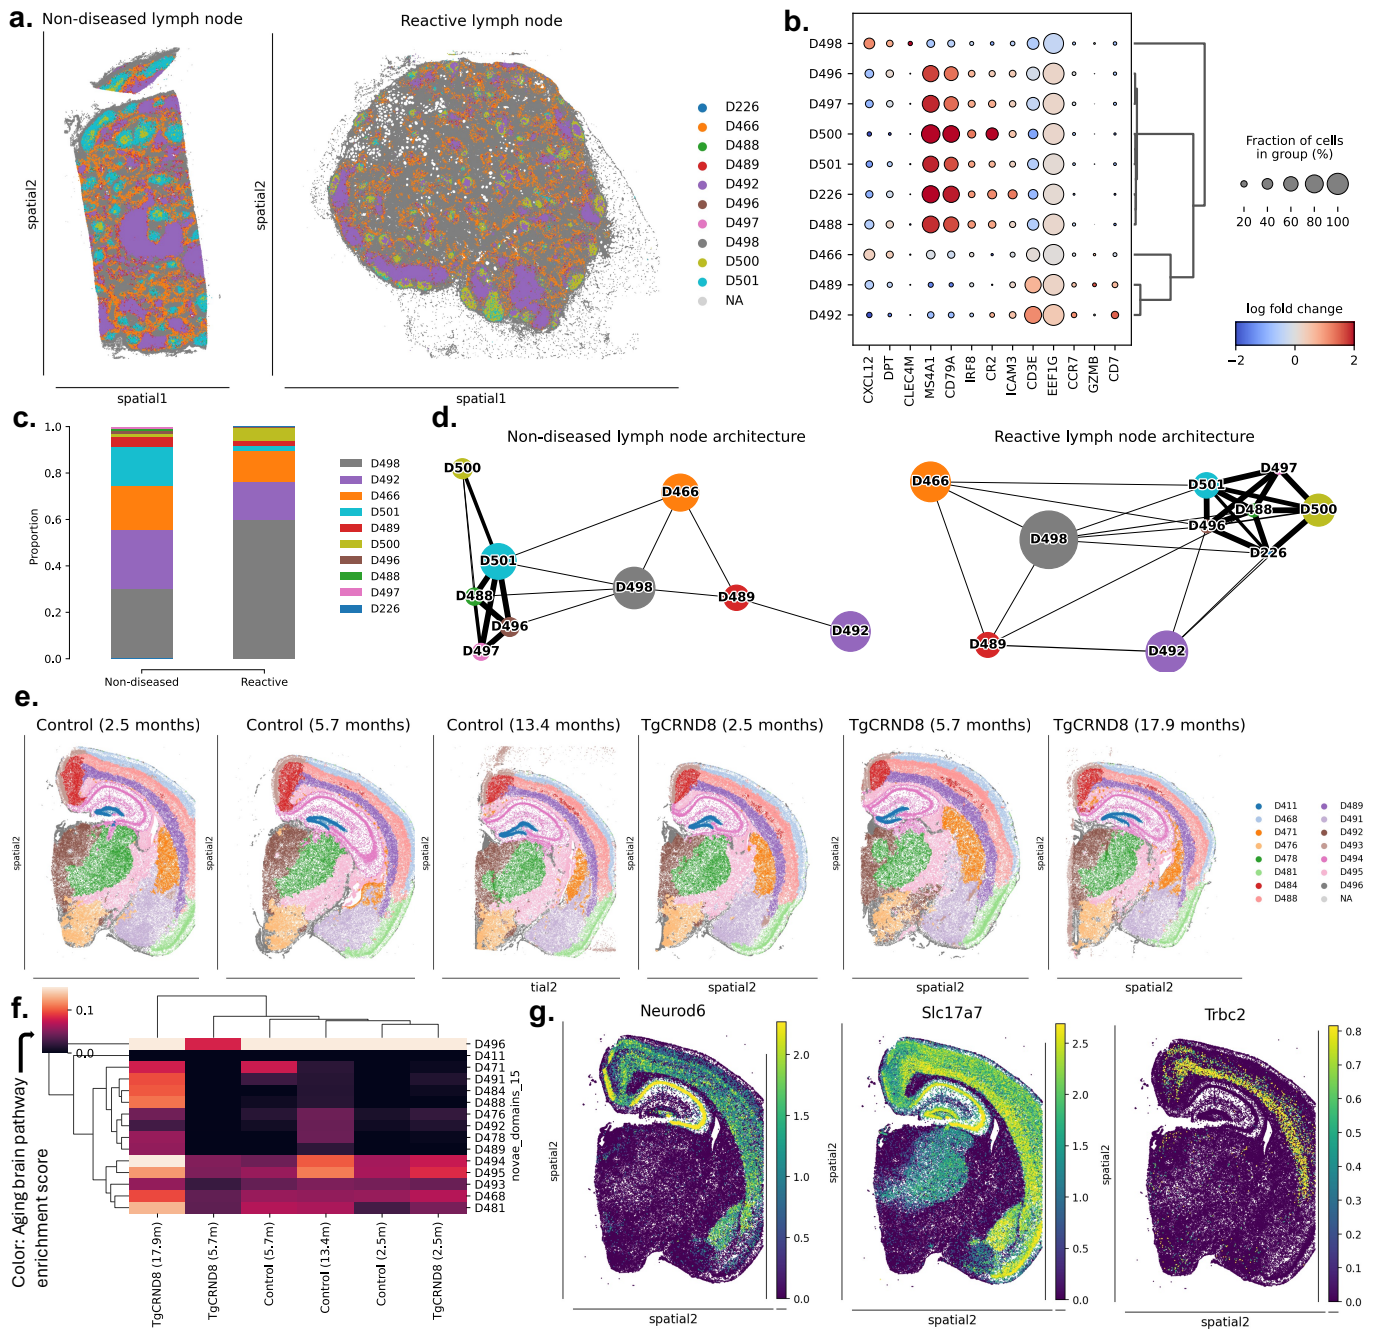 a.
Non-diseased lymph node
Reactive lymph node
spatial2
spatial1
spatial2
spatial1
D226
D466
D488
D489
D492
D496
D497
D498
D500
D501
NA
b.
D498
D496
D497
D500
D501
D226
D488
D466
D489
D492
CXCL12
DPT
CLEC4M
MS4A1
CD79A
IRF8
CR2
ICAM3
CD3E
EEF1G
CCR7
GZMB
CD7
Fraction of cells
in group (%)
20 40 60 80 100
log fold change
−2 0 2
c.
Proportion
1.0
0.8
0.6
0.4
0.2
0.0
Non-diseased
Reactive
D498
D492
D466
D501
D489
D500
D496
D488
D497
D226
d.
Non-diseased lymph node architecture
D500
D466
D501
D488
D498
D489
D496
D497
D492
Reactive lymph node architecture
D466
D497
D501
D488
D500
D496
D498
D226
D489
D492
e.
Control (2.5 months)
Control (5.7 months)
Control (13.4 months)
TgCRND8 (2.5 months)
TgCRND8 (5.7 months)
TgCRND8 (17.9 months)
spatial2
spatial2
spatial2
spatial2
spatial2
spatial2
tial2
spatial2
spatial2
spatial2
D411
D468
D471
D476
D478
D481
D484
D488
D489
D491
D492
D493
D494
D495
D496
NA
f.
Color: Aging brain pathway
enrichment score
0.1
0.0
D496
D411
D471
D491
D484
D488
D476
D492
D478
D489
D494
D495
D493
D468
D481
novae_domains_15
TgCRND8 (17.9m)
TgCRND8 (5.7m)
Control (5.7m)
Control (13.4m)
Control (2.5m)
TgCRND8 (2.5m)
g.
Neurod6
spatial2
spatial2
2.0
1.5
1.0
0.5
0.0
Slc17a7
spatial2
spatial2
2.5
2.0
1.5
1.0
0.5
0.0
Trbc2
spatial2
spatial2
0.8
0.7
0.6
0.5
0.4
0.3
0.2
0.1
0.0